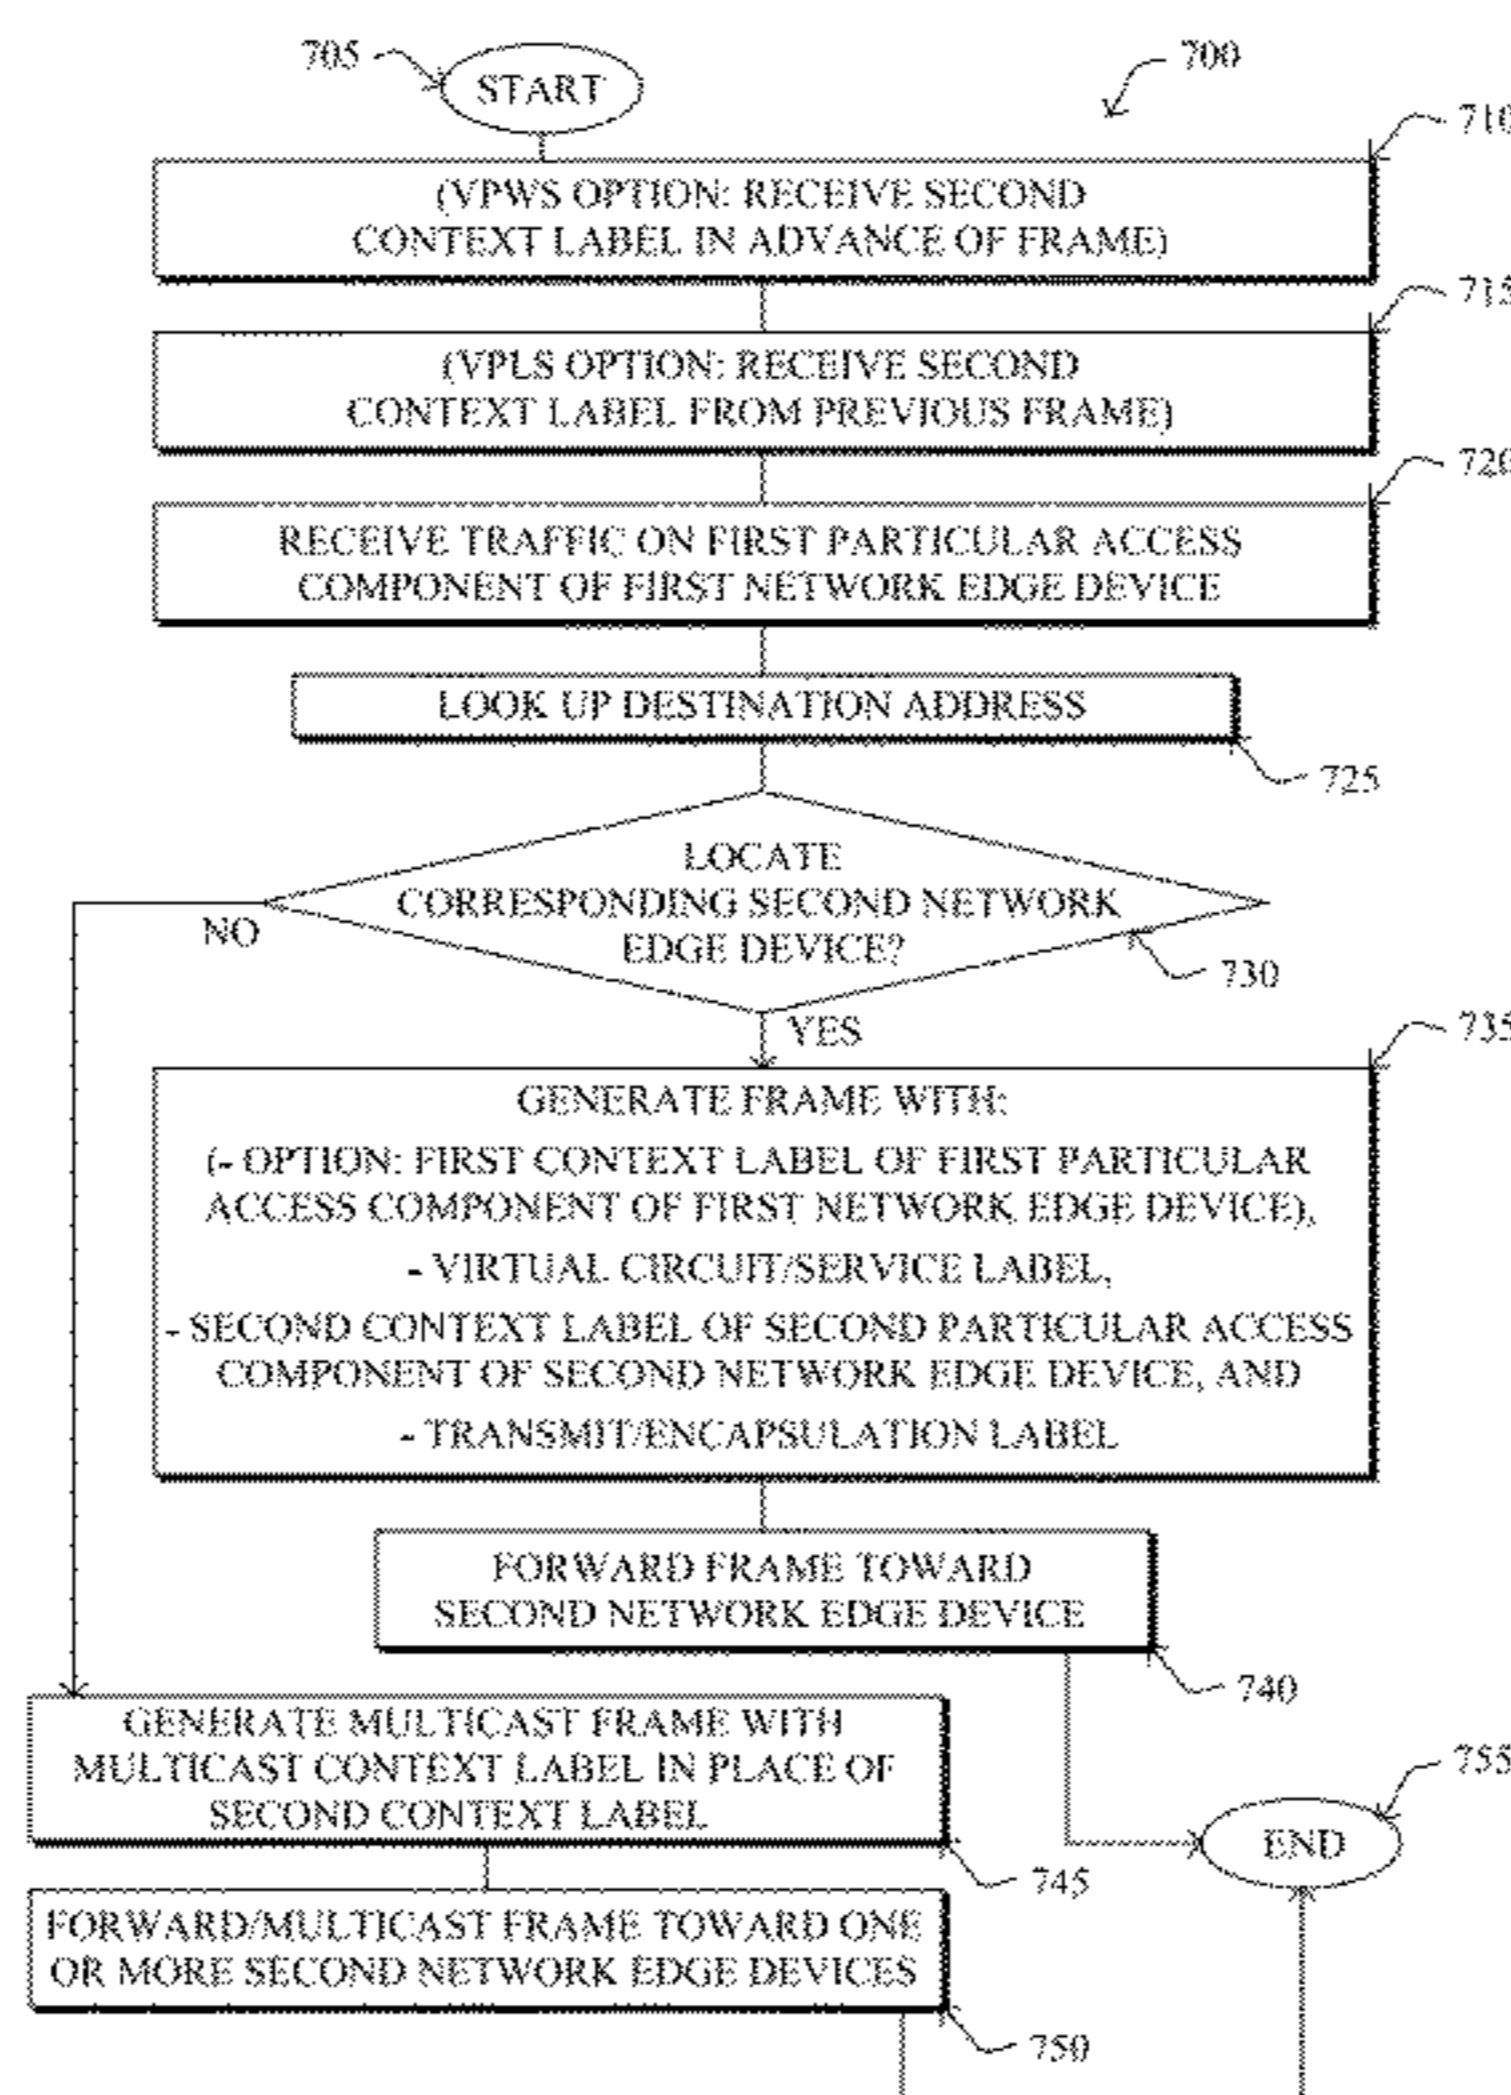 705
START
700
710
(VPWS OPTION: RECEIVE SECOND
CONTEXT LABEL IN ADVANCE OF FRAME)
715
(VPLS OPTION: RECEIVE SECOND
CONTEXT LABEL FROM PREVIOUS FRAME)
720
RECEIVE TRAFFIC ON FIRST PARTICULAR ACCESS
COMPONENT OF FIRST NETWORK EDGE DEVICE
LOOK UP DESTINATION ADDRESS
725
LOCATE
CORRESPONDING SECOND NETWORK
EDGE DEVICE?
NO
730
YES
735
GENERATE FRAME WITH:
(- OPTION: FIRST CONTEXT LABEL OF FIRST PARTICULAR
ACCESS COMPONENT OF FIRST NETWORK EDGE DEVICE),
- VIRTUAL CIRCUIT/SERVICE LABEL,
- SECOND CONTEXT LABEL OF SECOND PARTICULAR ACCESS
COMPONENT OF SECOND NETWORK EDGE DEVICE, AND
- TRANSMIT/ENCAPSULATION LABEL
FORWARD FRAME TOWARD
SECOND NETWORK EDGE DEVICE
740
GENERATE MULTICAST FRAME WITH
MULTICAST CONTEXT LABEL IN PLACE OF
SECOND CONTEXT LABEL
745
755
END
FORWARD/MULTICAST FRAME TOWARD ONE
OR MORE SECOND NETWORK EDGE DEVICES
750